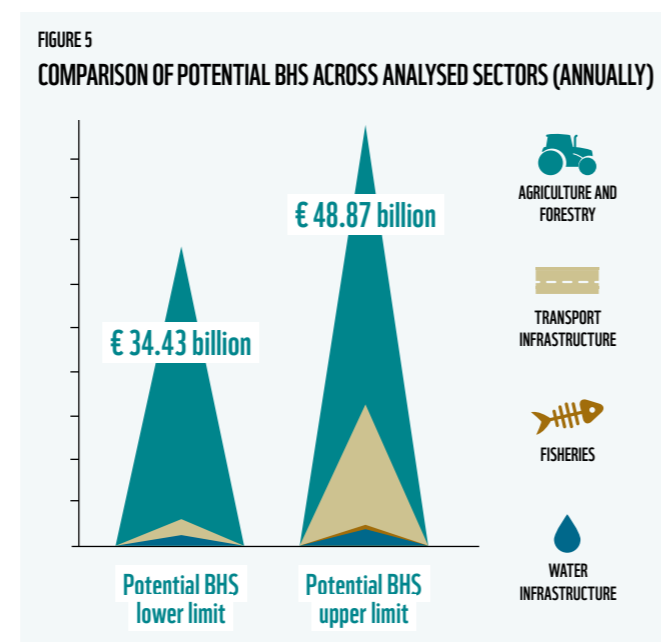 FIGURE 5
COMPARISON OF POTENTIAL BHS ACROSS ANALYSED SECTORS (ANNUALLY)
€ 34.43 billion
€ 48.87 billion
Potential BHS
lower limit
Potential BHS
upper limit
AGRICULTURE AND
FORESTRY
TRANSPORT
INFRASTRUCTURE
FISHERIES
WATER
INFRASTRUCTURE